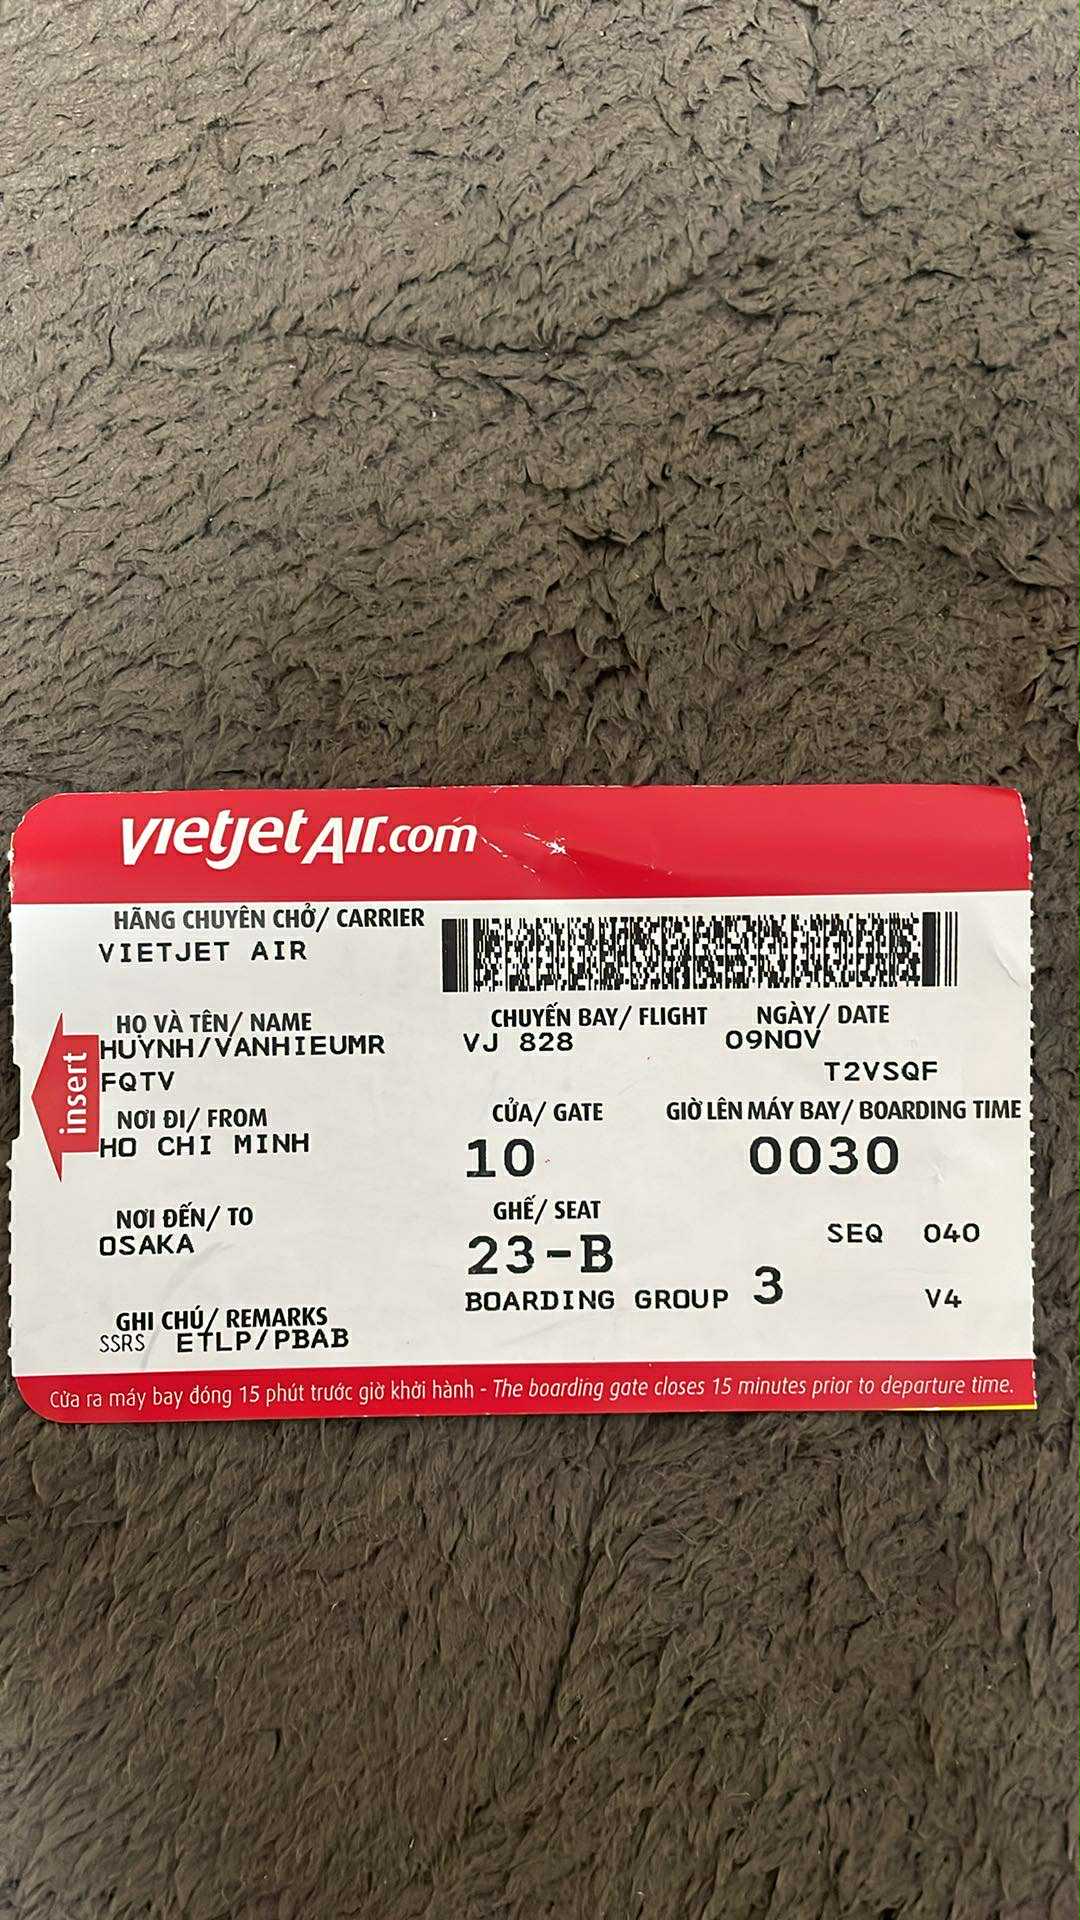 vietjetAir.com
HÃNG CHUYÊN CHỞ/ CARRIER
VIETJET AIR
HỌ VÀ TÊN/ NAME
HUYNH/VANHIEUMR
CHUYẾN BAY/ FLIGHT
VJ 828
NGÀY/ DATE
09NOV
FQTV
T2VSQF
insert
NƠI ĐI/ FROM
HO CHI MINH
CỬA/ GATE
10
GIỜ LÊN MÁY BAY/ BOARDING TIME
0030
NƠI ĐẾN/ TO
OSAKA
GHẾ/ SEAT
23-B
SEQ 040
BOARDING GROUP 3
V4
GHI CHÚ/ REMARKS
SSRS ETLP/PBAB
Cửa ra máy bay đóng 15 phút trước giờ khởi hành - The boarding gate closes 15 minutes prior to departure time.